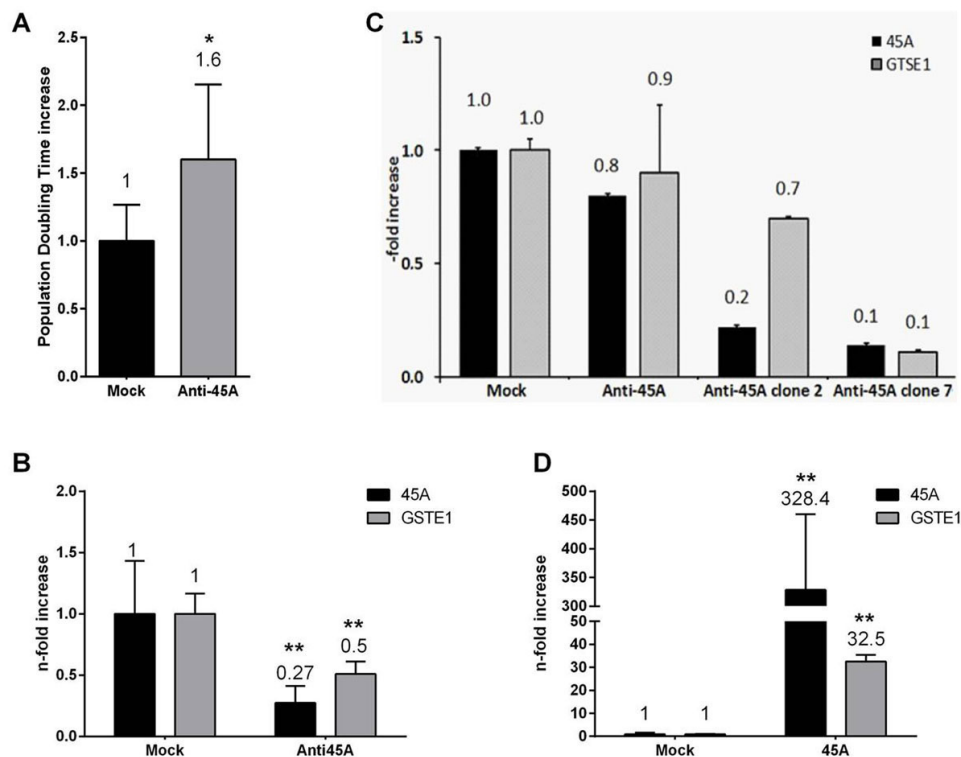 A
Population Doubling Time increase
2.5
2.0
1.5
1.0
0.5
0.0
1
*
1.6
Mock Anti-45A
C
-fold increase
1.5
1.0
0.5
0.0
45A
GTSE1
1.0 1.0
0.8 0.9
0.2 0.7
0.1 0.1
Mock Anti-45A Anti-45A clone 2 Anti-45A clone 7
B
n-fold increase
2.0
1.5
1.0
0.5
0.0
45A
GSTE1
1 1
** **
0.27 0.5
Mock Anti45A
D
n-fold increase
500
450
400
350
300
50
40
30
20
10
0
45A
GSTE1
1 1
**
328.4
**
32.5
Mock 45A